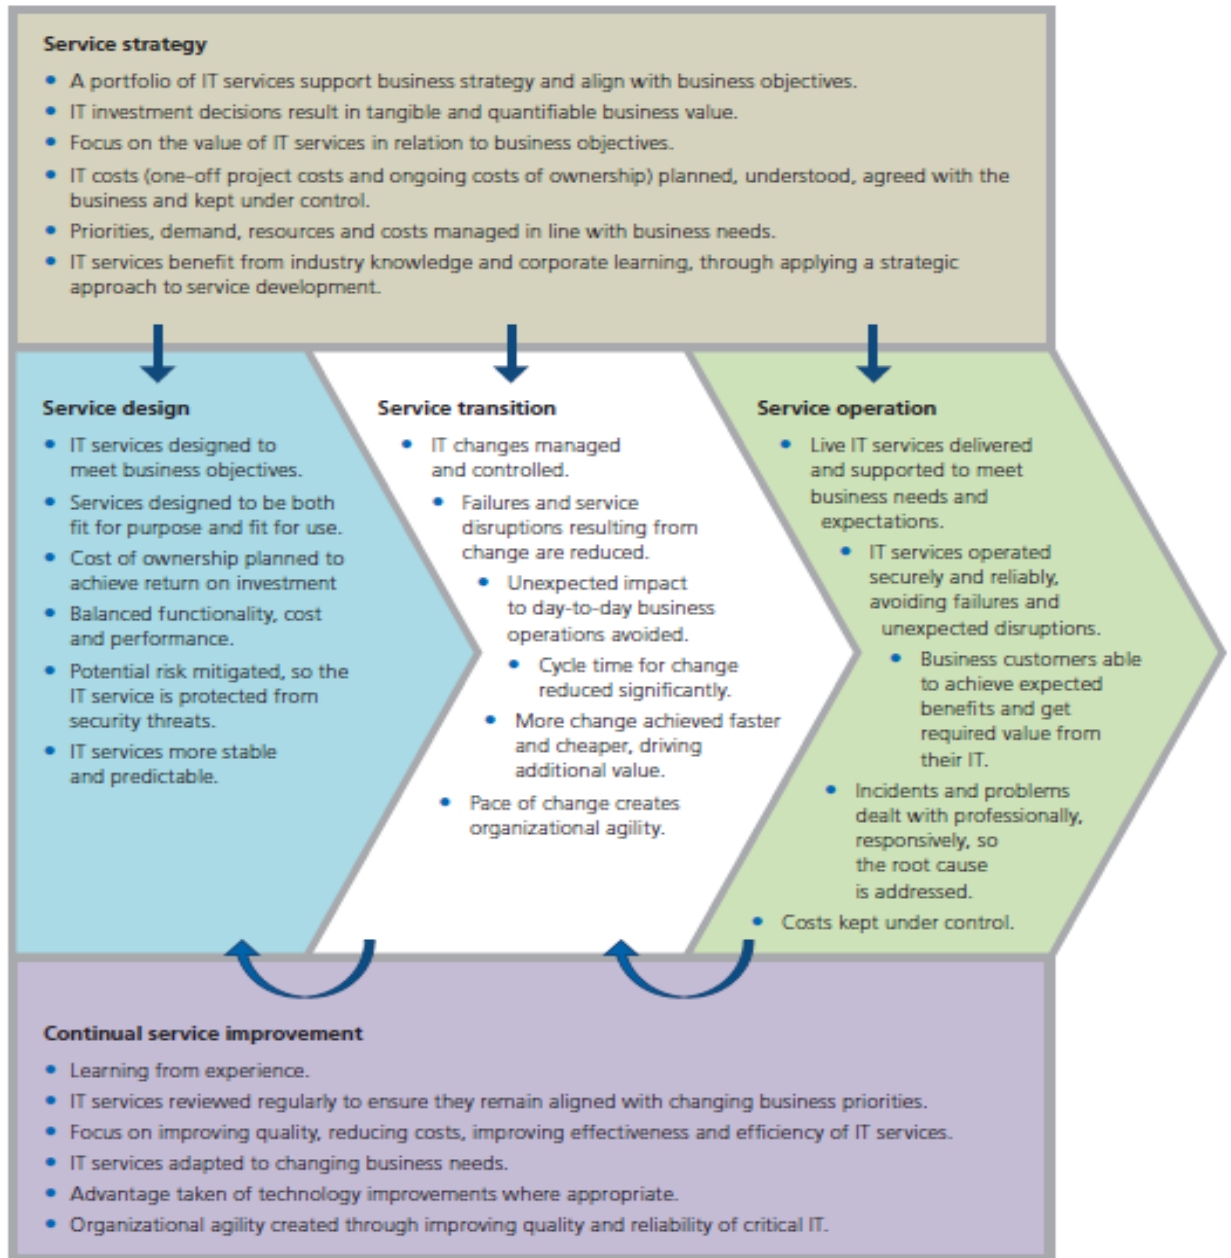 Service strategy
• A portfolio of IT services support business strategy and align with business objectives.
• IT investment decisions result in tangible and quantifiable business value.
• Focus on the value of IT services in relation to business objectives.
• IT costs (one-off project costs and ongoing costs of ownership) planned, understood, agreed with the
business and kept under control.
• Priorities, demand, resources and costs managed in line with business needs.
• IT services benefit from industry knowledge and corporate learning, through applying a strategic
approach to service development.
Service design
• IT services designed to
meet business objectives.
• Services designed to be both
fit for purpose and fit for use.
• Cost of ownership planned to
achieve return on investment
• Balanced functionality, cost
and performance.
• Potential risk mitigated, so the
IT service is protected from
security threats.
• IT services more stable
and predictable.
Service transition
• IT changes managed
and controlled.
• Failures and service
disruptions resulting from
change are reduced.
• Unexpected impact
to day-to-day business
operations avoided.
• Cycle time for change
reduced significantly.
• More change achieved faster
and cheaper, driving
additional value.
• Pace of change creates
organizational agility.
Service operation
• Live IT services delivered
and supported to meet
business needs and
expectations.
• IT services operated
securely and reliably,
avoiding failures and
unexpected disruptions.
• Business customers able
to achieve expected
benefits and get
required value from
their IT.
• Incidents and problems
dealt with professionally,
responsively, so
the root cause
is addressed.
• Costs kept under control.
Continual service improvement
• Learning from experience.
• IT services reviewed regularly to ensure they remain aligned with changing business priorities.
• Focus on improving quality, reducing costs, improving effectiveness and efficiency of IT services.
• IT services adapted to changing business needs.
• Advantage taken of technology improvements where appropriate.
• Organizational agility created through improving quality and reliability of critical IT.